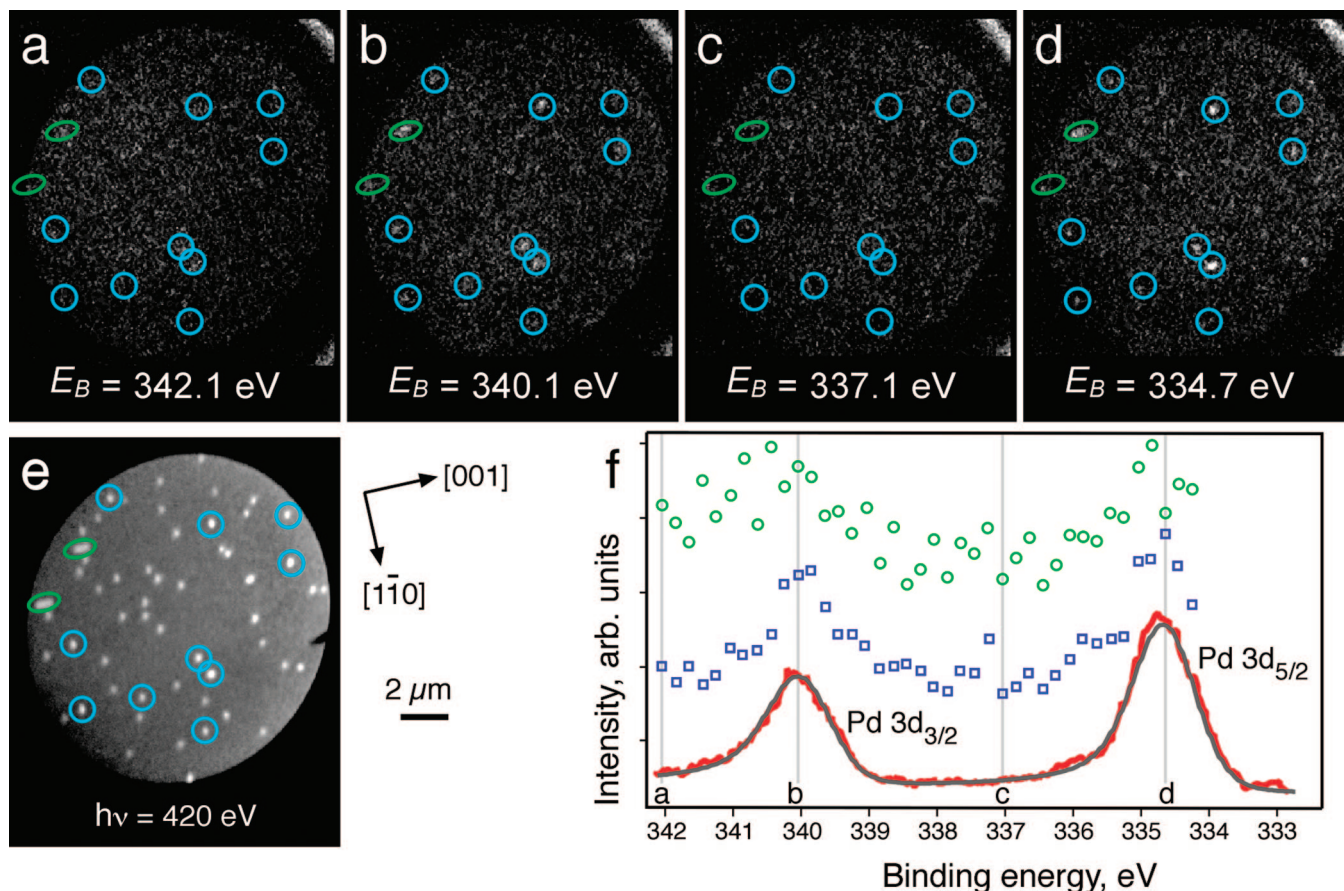 a
b
c
d
E_B = 342.1 eV
E_B = 340.1 eV
E_B = 337.1 eV
E_B = 334.7 eV
e
[001]
[11̄0]
2 μm
hν = 420 eV
f
Intensity, arb. units
Pd 3d3/2
Pd 3d5/2
a b c d
342 341 340 339 338 337 336 335 334 333
Binding energy, eV